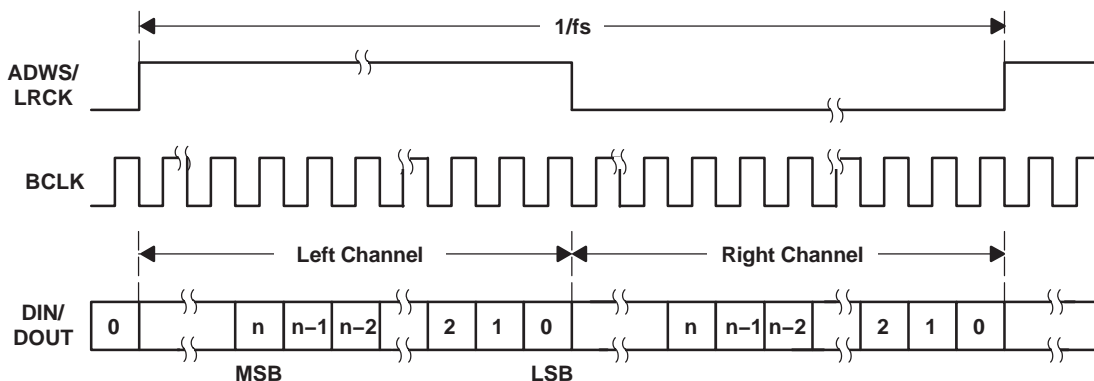 1/fs
ADWS/
LRCK
BCLK
Left Channel
Right Channel
DIN/
DOUT
0 n n−1 n−2 2 1 0 n n−1 n−2 2 1 0
MSB LSB